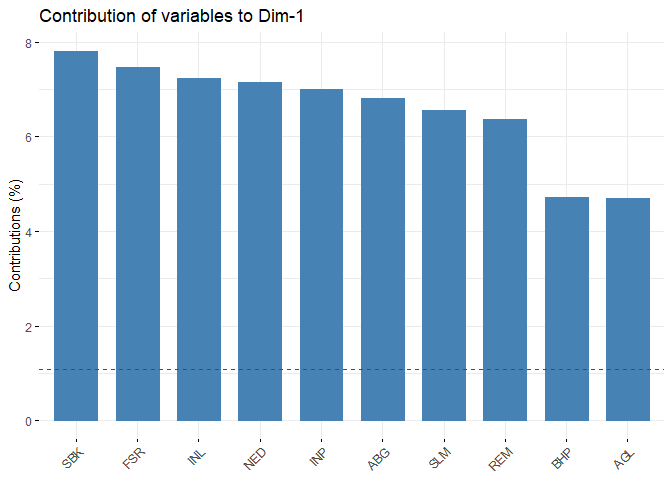 Contribution of variables to Dim-1
Contributions (%)
8
6
4
2
0
SBK
FSR
INL
NED
INP
ABG
SLM
REM
BHP
AGL